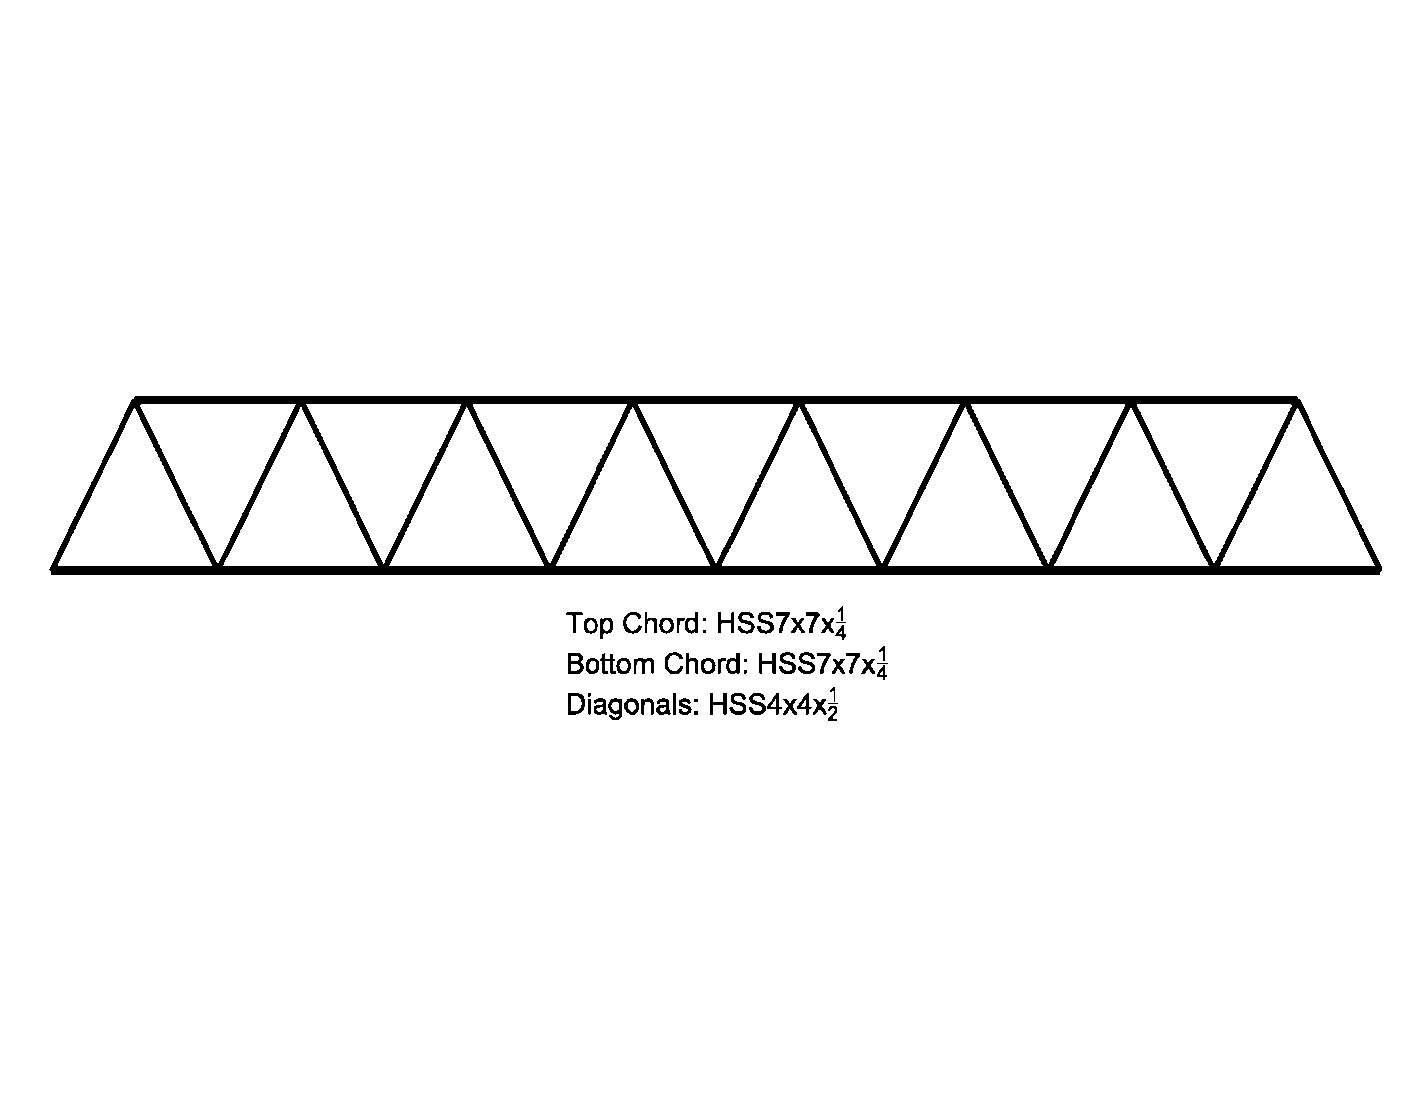 Top Chord: HSS7x7x¼
Bottom Chord: HSS7x7x¼
Diagonals: HSS4x4x½